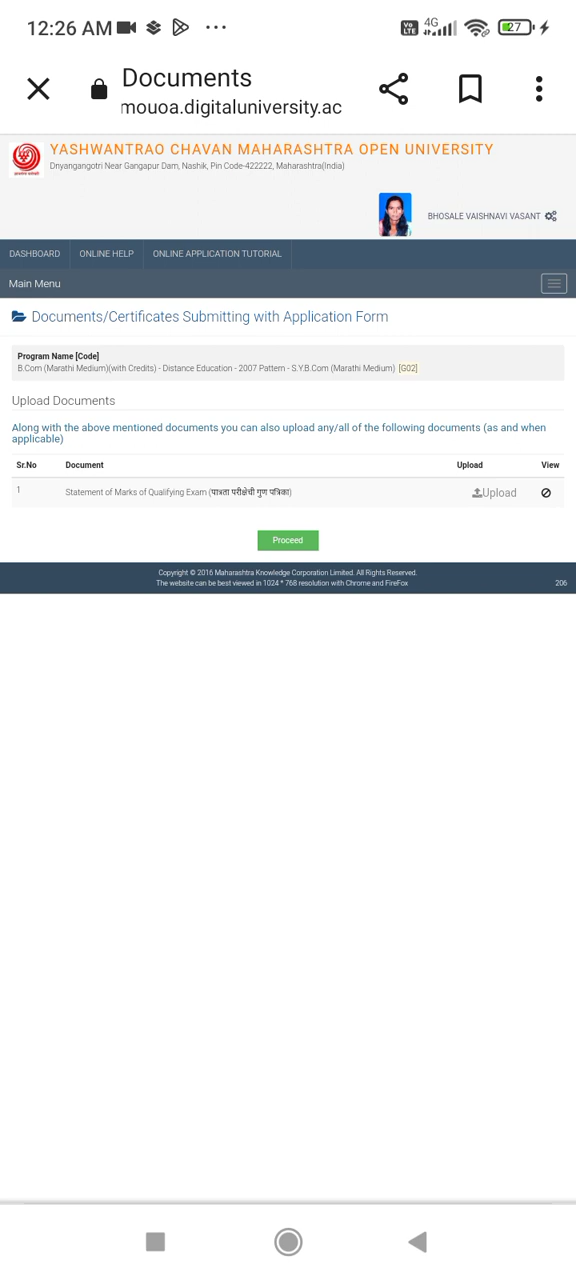 12:26 AM ...
Vo LTE 4G 27
Documents
mouoa.digitaluniversity.ac
YASHWANTRAO CHAVAN MAHARASHTRA OPEN UNIVERSITY
Dnyangangotri Near Gangapur Dam, Nashik, Pin Code-422222, Maharashtra(India)
BHOSALE VAISHNAVI VASANT
DASHBOARD ONLINE HELP ONLINE APPLICATION TUTORIAL
Main Menu
Documents/Certificates Submitting with Application Form
Program Name [Code]
B.Com (Marathi Medium)(with Credits) - Distance Education - 2007 Pattern - S.Y.B.Com (Marathi Medium) [G02]
Upload Documents
Along with the above mentioned documents you can also upload any/all of the following documents (as and when
applicable)
Sr.No Document Upload View
1 Statement of Marks of Qualifying Exam (पात्रता परीक्षेची गुण पत्रिका) Upload
Proceed
Copyright © 2016 Maharashtra Knowledge Corporation Limited. All Rights Reserved.
The website can be best viewed in 1024 * 768 resolution with Chrome and FireFox 206